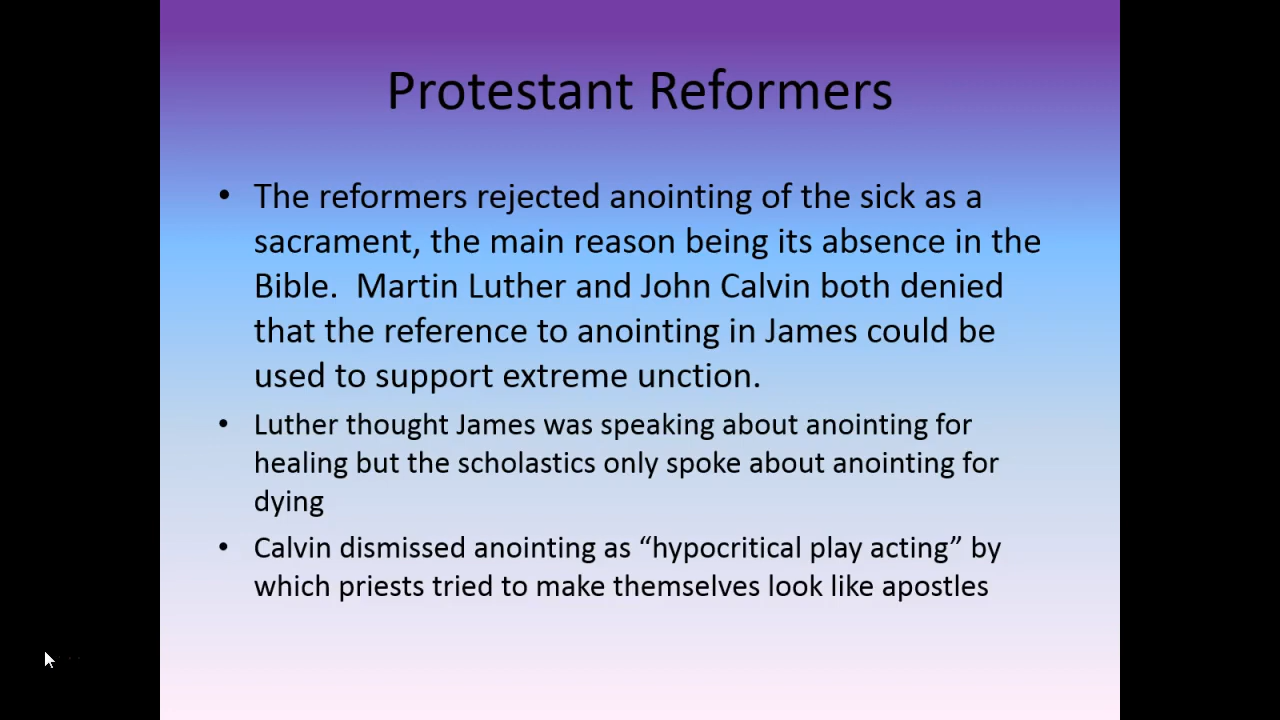 Protestant Reformers
• The reformers rejected anointing of the sick as a
sacrament, the main reason being its absence in the
Bible.  Martin Luther and John Calvin both denied
that the reference to anointing in James could be
used to support extreme unction.
• Luther thought James was speaking about anointing for
healing but the scholastics only spoke about anointing for
dying
• Calvin dismissed anointing as “hypocritical play acting” by
which priests tried to make themselves look like apostles